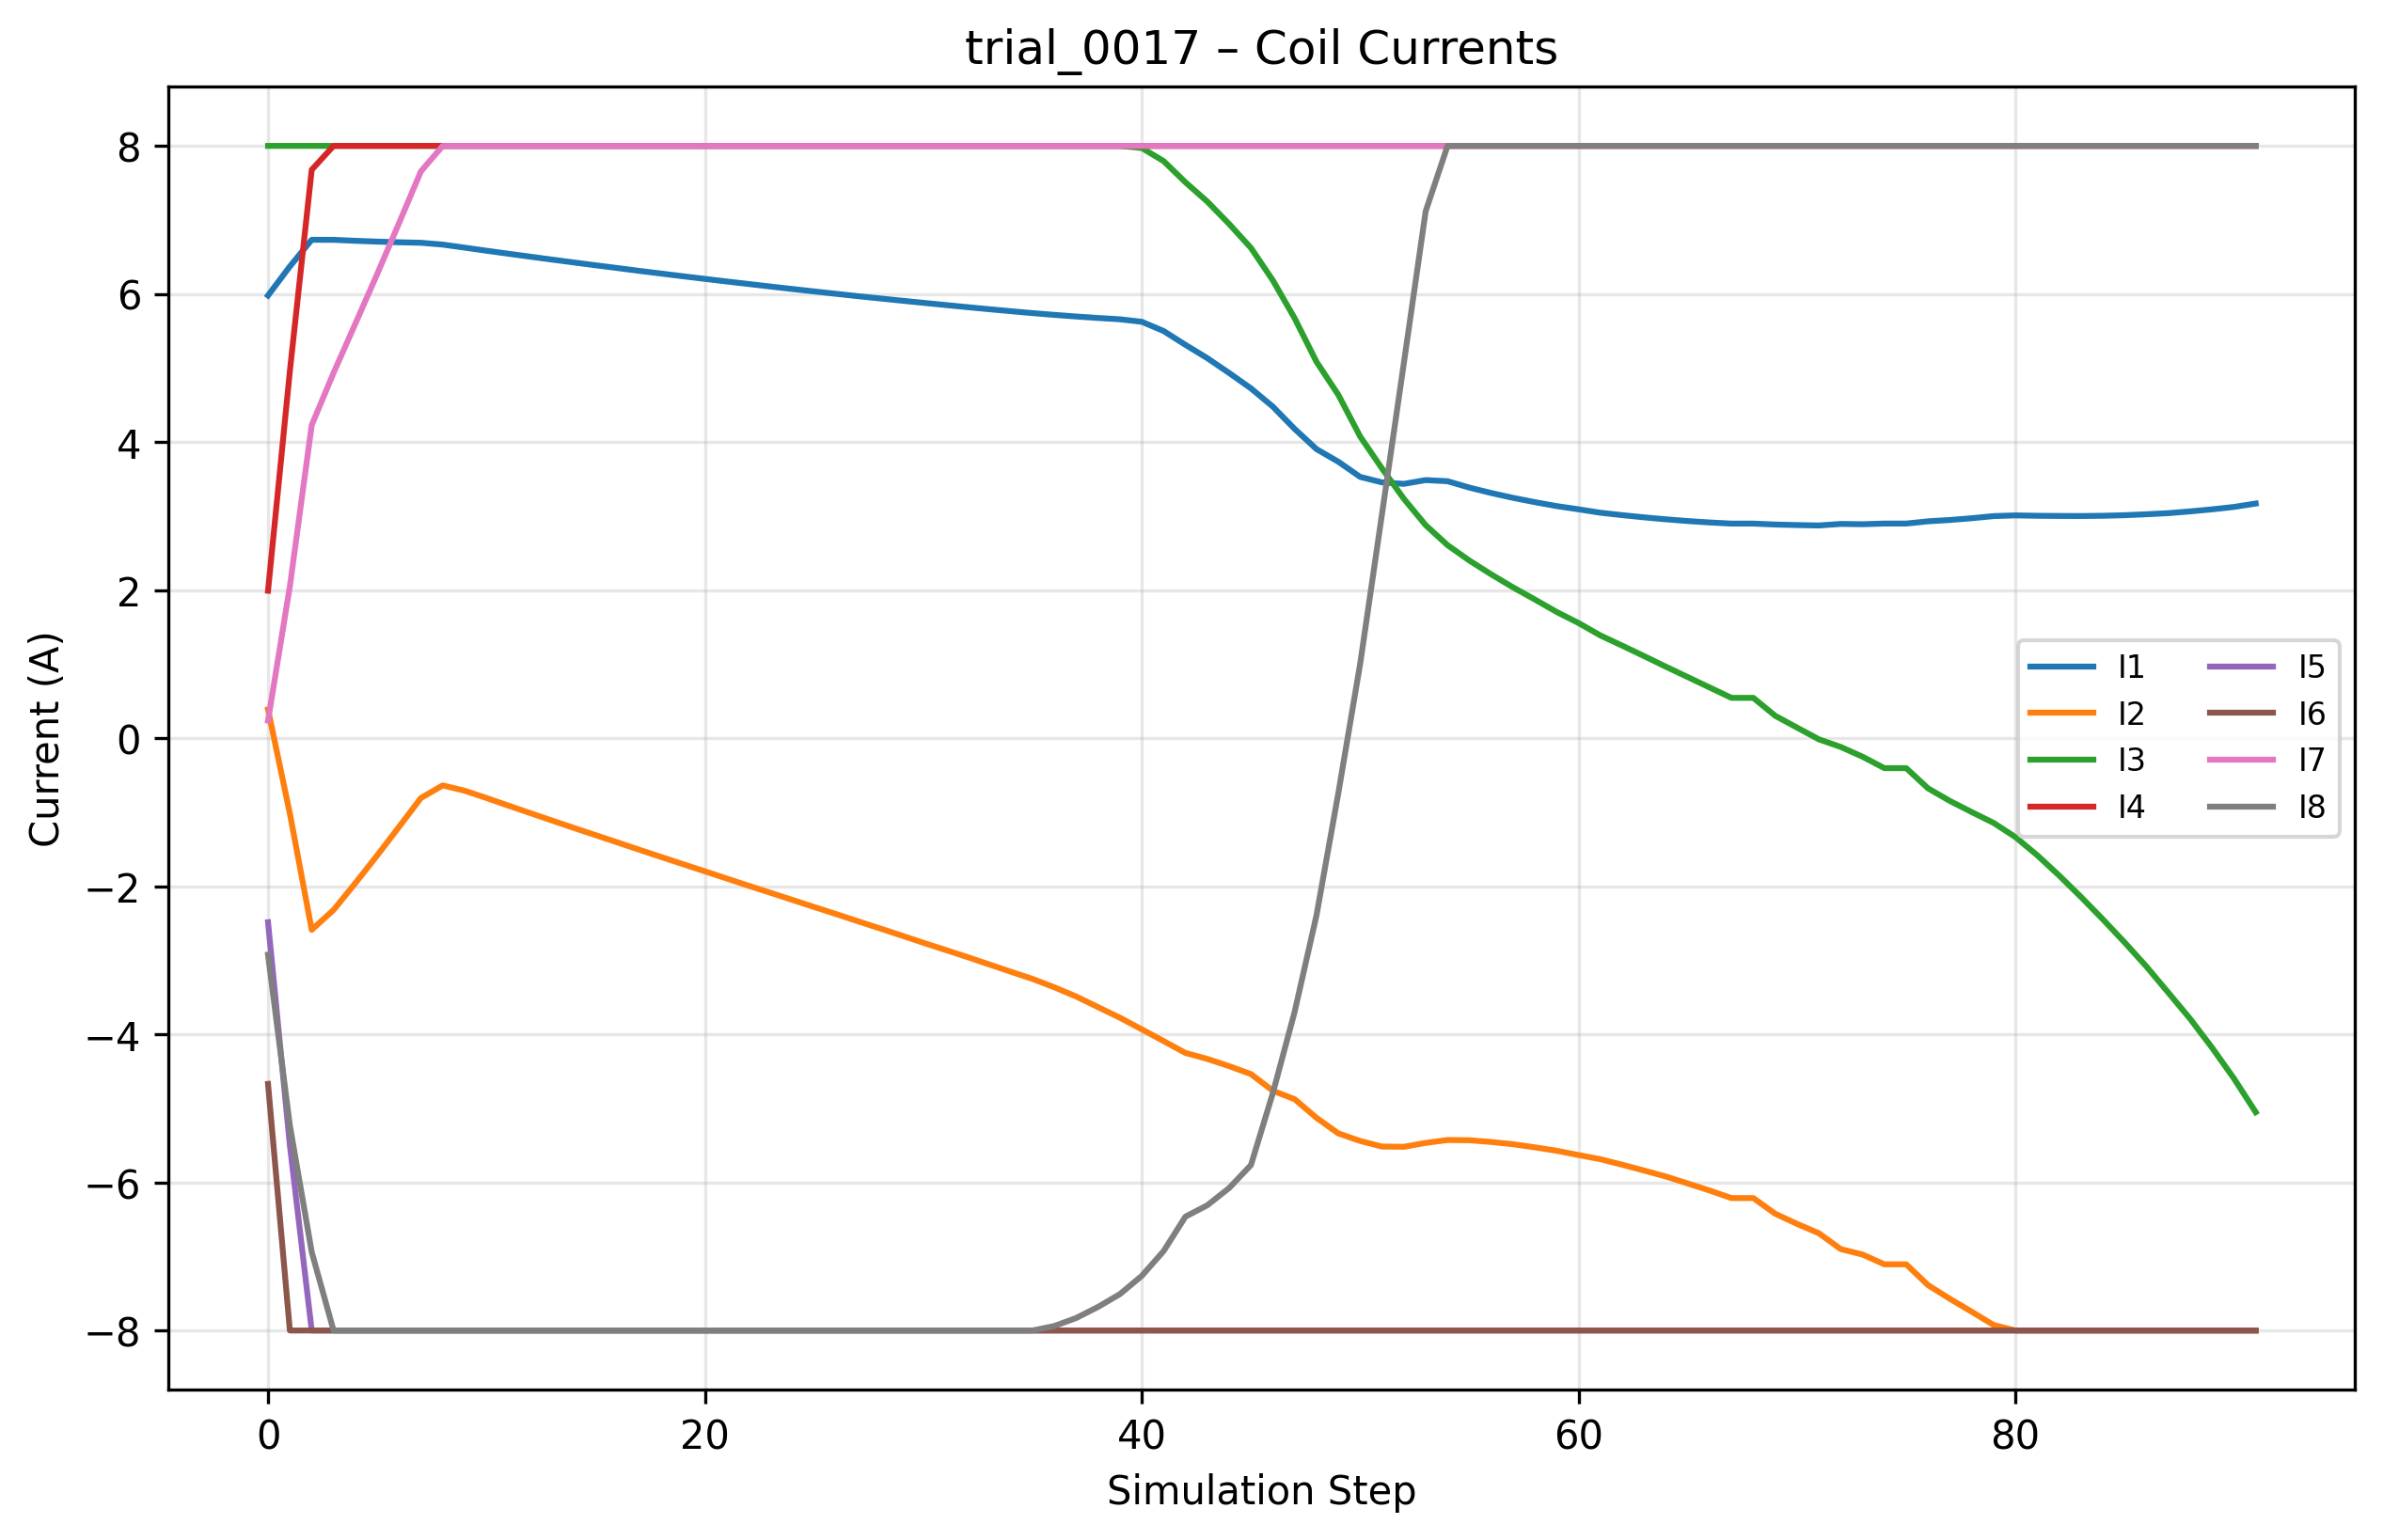 trial_0017 – Coil Currents
Current (A)
8
6
4
2
0
−2
−4
−6
−8
0
20
40
60
80
Simulation Step
I1
I2
I3
I4
I5
I6
I7
I8